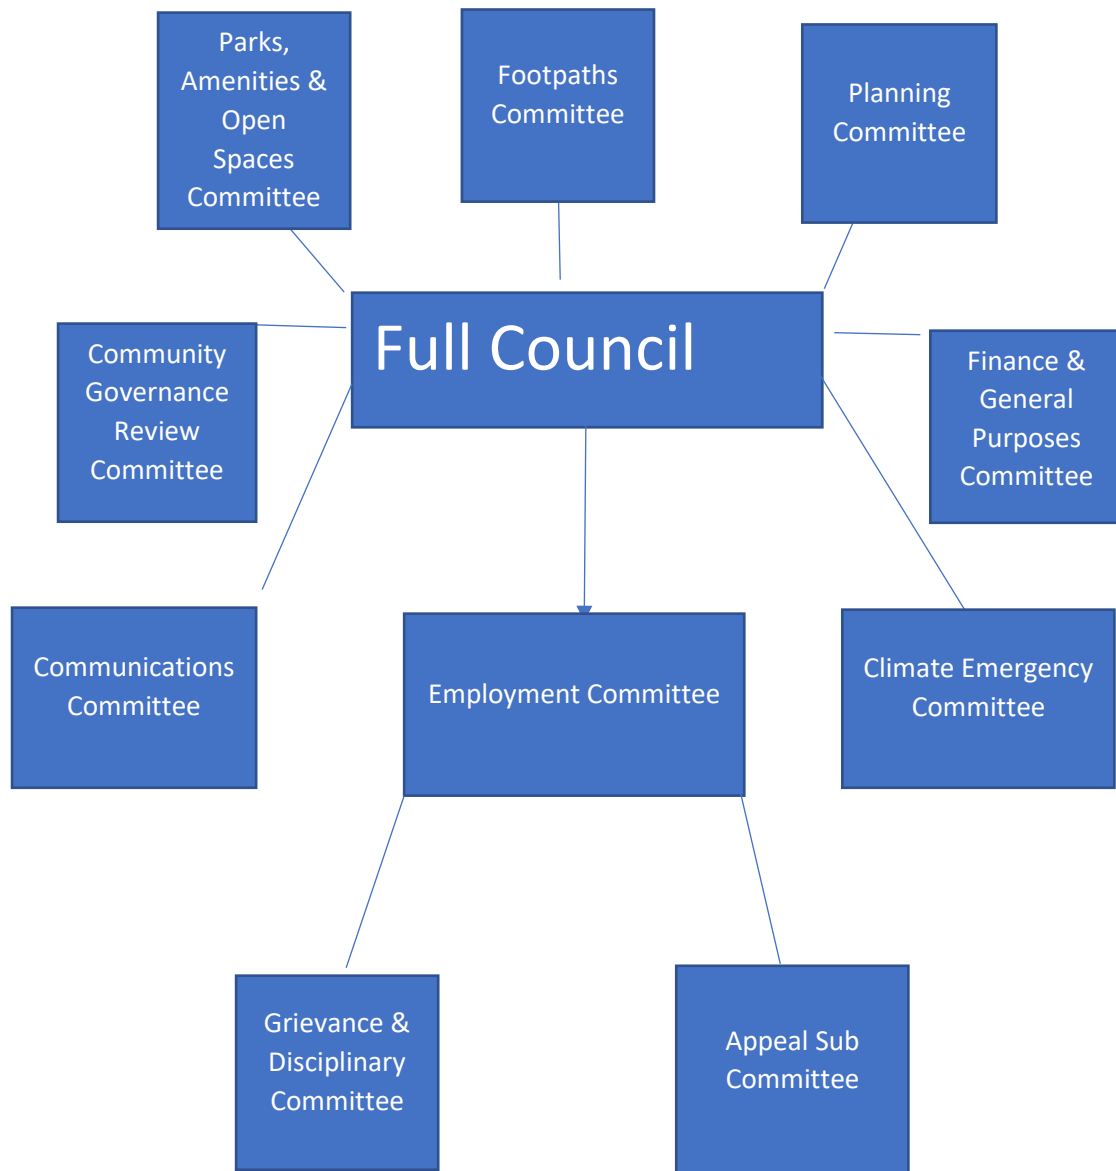 Parks,
Amenities &
Open
Spaces
Committee
Footpaths
Committee
Planning
Committee
Full Council
Community
Governance
Review
Committee
Finance &
General
Purposes
Committee
Communications
Committee
Employment Committee
Climate Emergency
Committee
Grievance &
Disciplinary
Committee
Appeal Sub
Committee